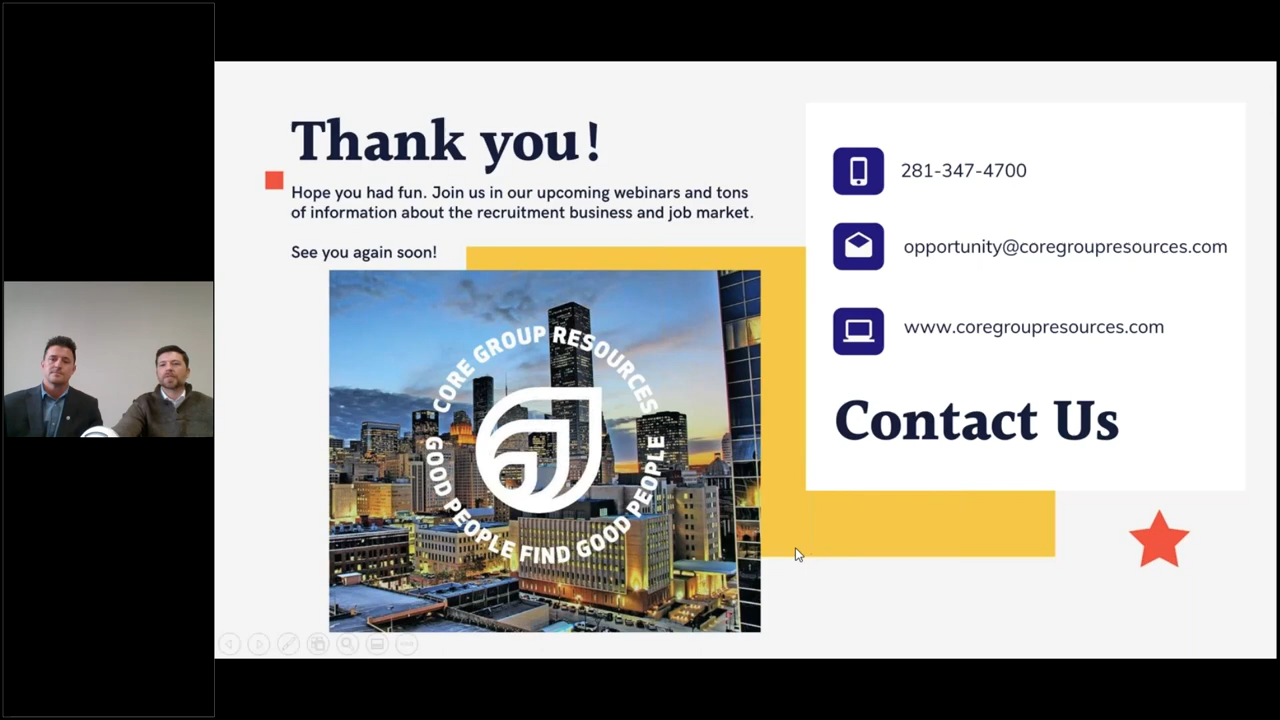 Thank you!
Hope you had fun. Join us in our upcoming webinars and tons
of information about the recruitment business and job market.
See you again soon!
CORE GROUP RESOURCES
GOOD PEOPLE FIND GOOD PEOPLE
281-347-4700
opportunity@coregroupresources.com
www.coregroupresources.com
Contact Us